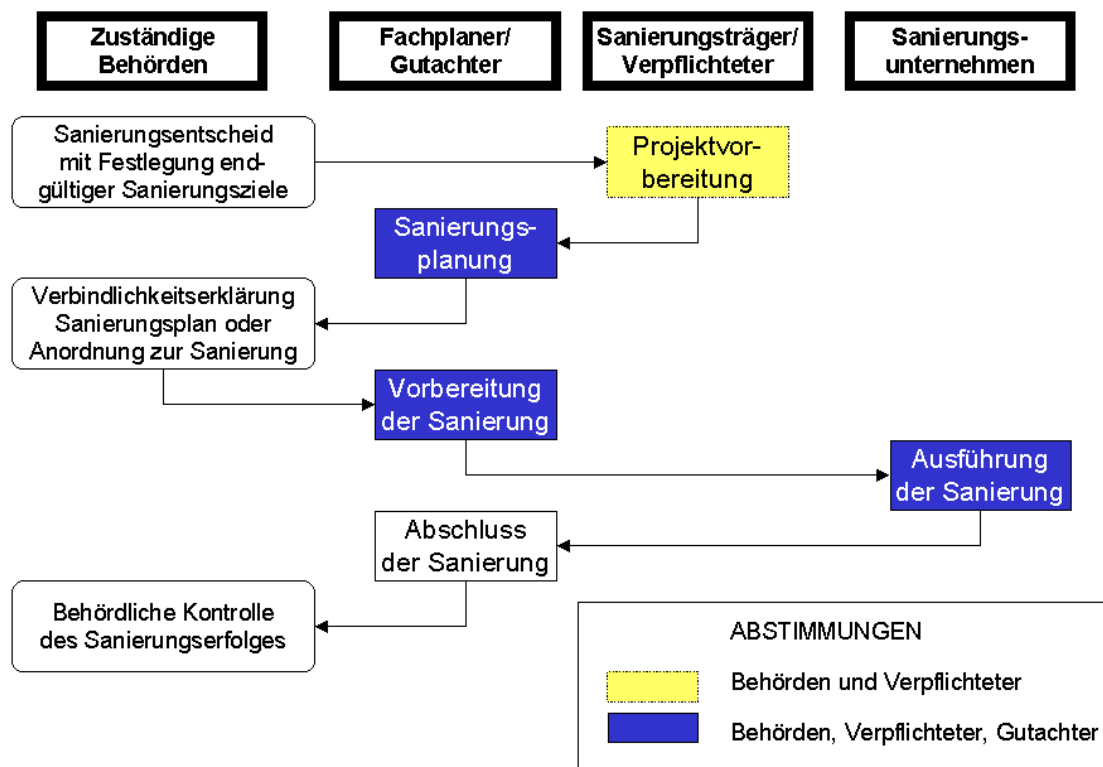 Zuständige
Behörden
Fachplaner/
Gutachter
Sanierungsträger/
Verpflichteter
Sanierungs-
unternehmen
Sanierungsentscheid
mit Festlegung end-
gültiger Sanierungsziele
Projektvor-
bereitung
Sanierungs-
planung
Verbindlichkeitserklärung
Sanierungsplan oder
Anordnung zur Sanierung
Vorbereitung
der Sanierung
Ausführung
der Sanierung
Abschluss
der Sanierung
Behördliche Kontrolle
des Sanierungserfolges
ABSTIMMUNGEN
Behörden und Verpflichteter
Behörden, Verpflichteter, Gutachter